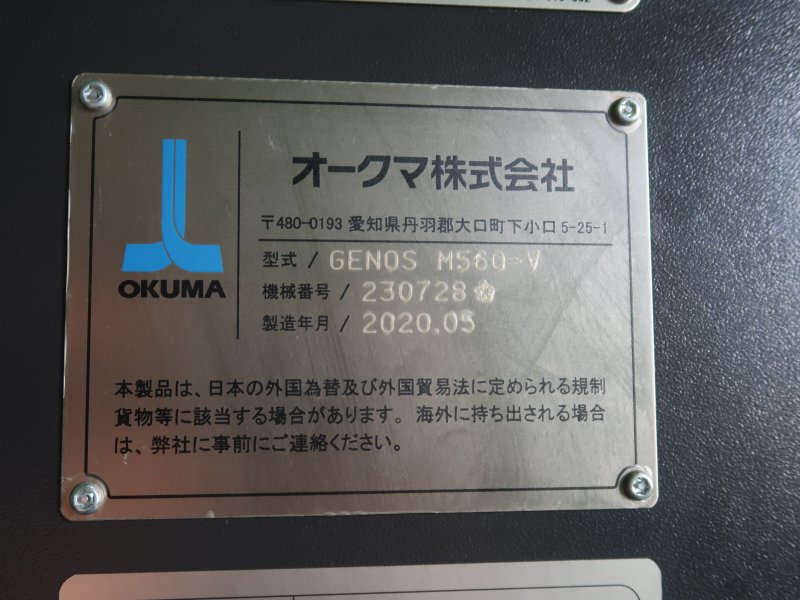 オークマ株式会社
〒480-0193 愛知県丹羽郡大口町下小口 5-25-1
OKUMA
型式 / GENOS M560-V
機械番号 / 230728
製造年月 / 2020.05
本製品は、日本の外国為替及び外国貿易法に定められる規制
貨物等に該当する場合があります。海外に持ち出される場合
は、弊社に事前にご連絡ください。